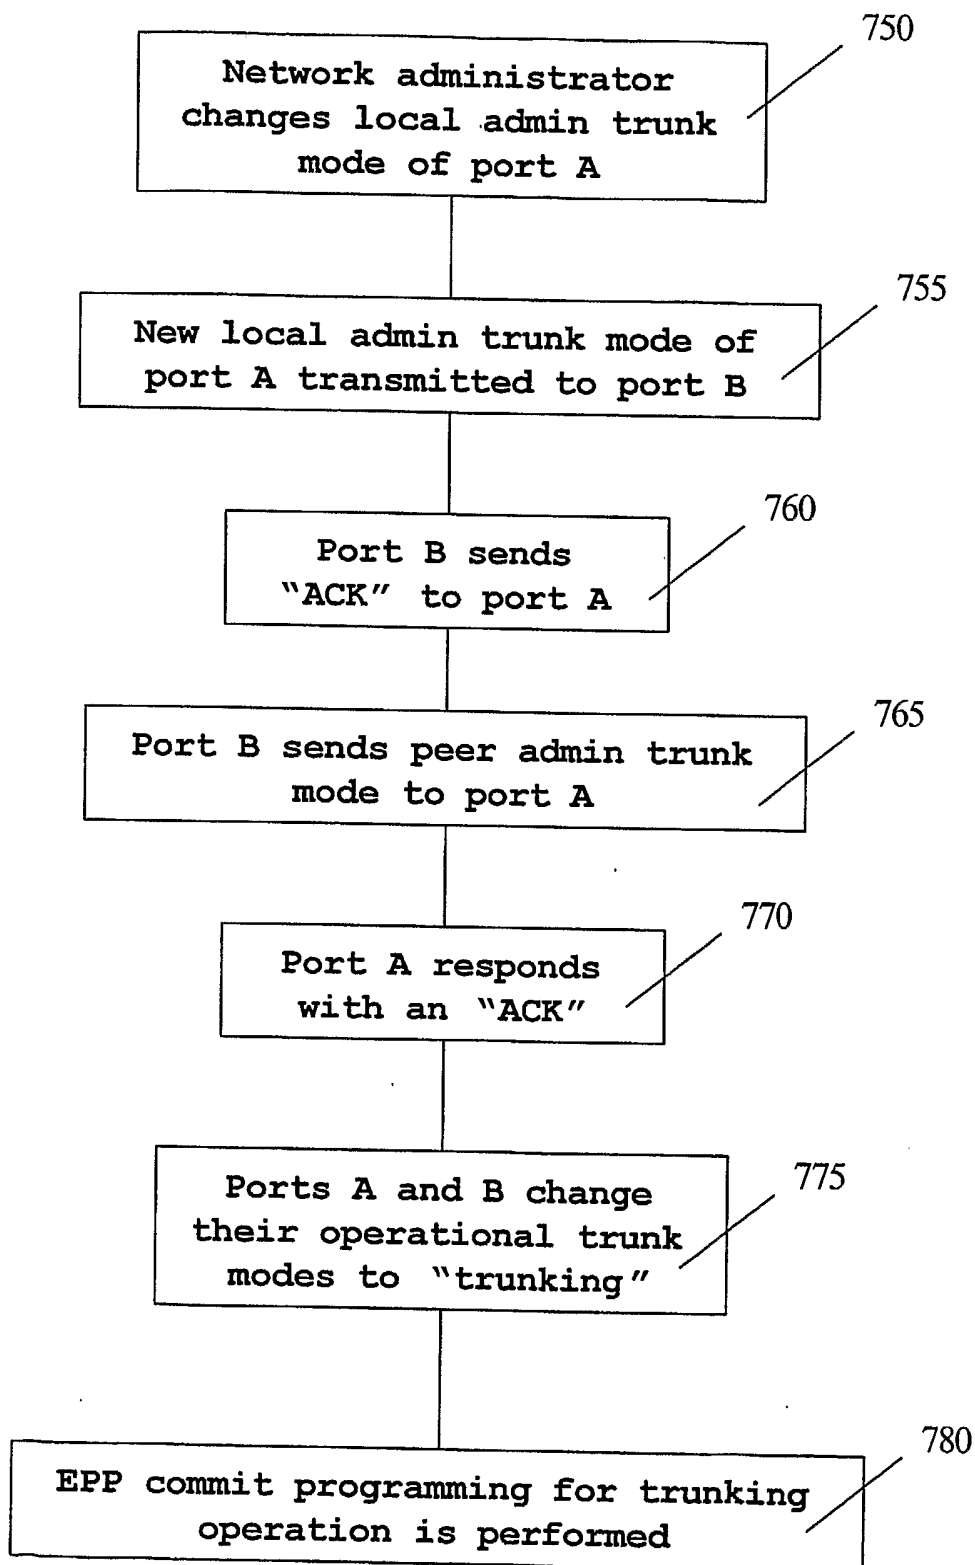 750
Network administrator
changes local admin trunk
mode of port A
755
New local admin trunk mode of
port A transmitted to port B
760
Port B sends
“ACK” to port A
765
Port B sends peer admin trunk
mode to port A
770
Port A responds
with an “ACK”
775
Ports A and B change
their operational trunk
modes to “trunking”
780
EPP commit programming for trunking
operation is performed